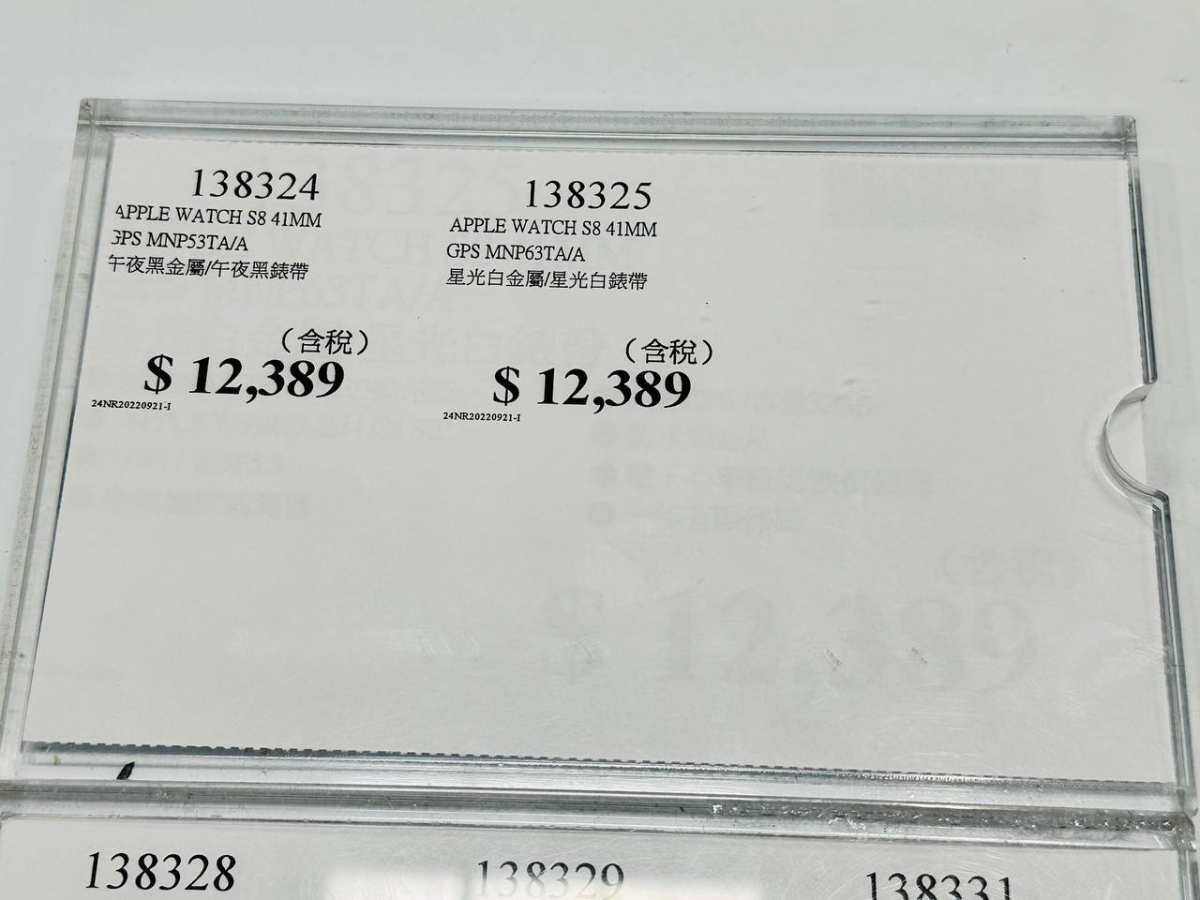 138324
APPLE WATCH S8 41MM
GPS MNP53TA/A
午夜黑金屬/午夜黑錶帶
(含稅)
$ 12,389
24NR20220921-I
138325
APPLE WATCH S8 41MM
GPS MNP63TA/A
星光白金屬/星光白錶帶
(含稅)
$ 12,389
24NR20220921-I
138328
138329
138331